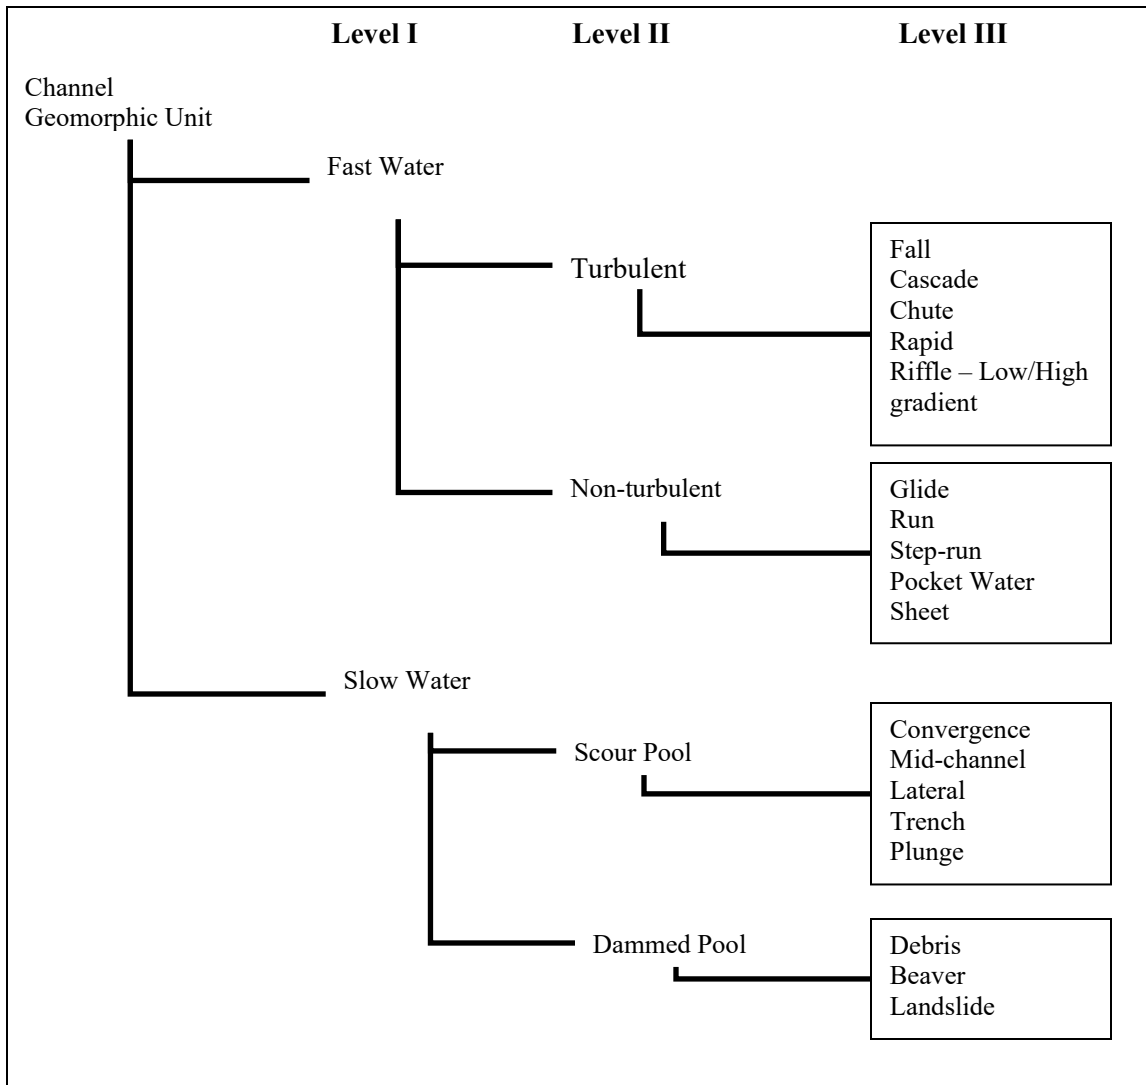 Level I Level II Level III
Channel
Geomorphic Unit
Fast Water
Turbulent
Fall
Cascade
Chute
Rapid
Riffle – Low/High
gradient
Non-turbulent
Glide
Run
Step-run
Pocket Water
Sheet
Slow Water
Scour Pool
Convergence
Mid-channel
Lateral
Trench
Plunge
Dammed Pool
Debris
Beaver
Landslide